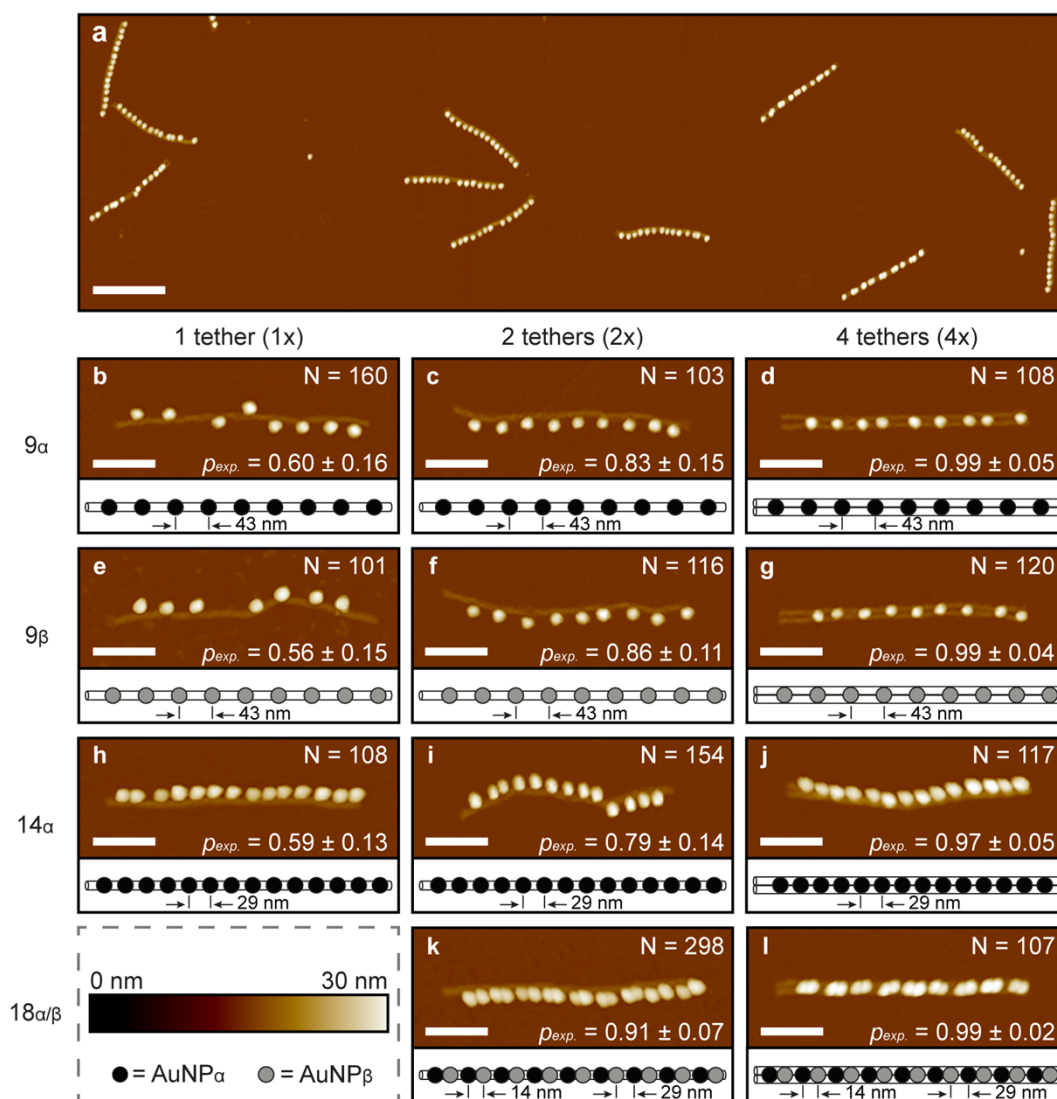 a
1 tether (1x)
2 tethers (2x)
4 tethers (4x)
9α
b
N = 160
pexp. = 0.60 ± 0.16
43 nm
c
N = 103
pexp. = 0.83 ± 0.15
43 nm
d
N = 108
pexp. = 0.99 ± 0.05
43 nm
9β
e
N = 101
pexp. = 0.56 ± 0.15
43 nm
f
N = 116
pexp. = 0.86 ± 0.11
43 nm
g
N = 120
pexp. = 0.99 ± 0.04
43 nm
14α
h
N = 108
pexp. = 0.59 ± 0.13
29 nm
i
N = 154
pexp. = 0.79 ± 0.14
29 nm
j
N = 117
pexp. = 0.97 ± 0.05
29 nm
18α/β
0 nm
30 nm
= AuNPα
= AuNPβ
k
N = 298
pexp. = 0.91 ± 0.07
14 nm
29 nm
l
N = 107
pexp. = 0.99 ± 0.02
14 nm
29 nm